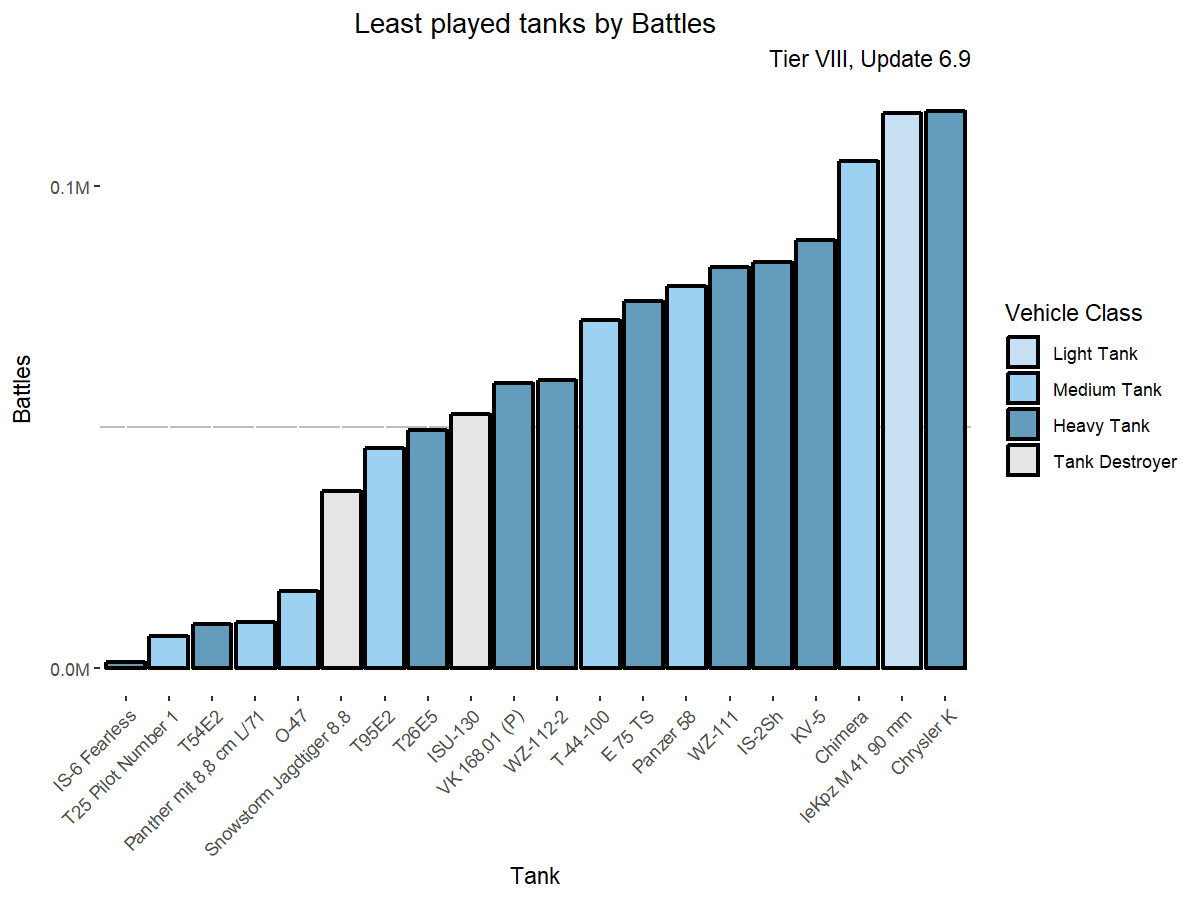 Least played tanks by Battles
Tier VIII, Update 6.9
0.1M
0.0M
Battles
IS-6 Fearless
T25 Pilot Number 1
T54E2
Panther mit 8,8 cm L/71
O-47
Snowstorm Jagdtiger 8.8
T95E2
T26E5
ISU-130
VK 168.01 (P)
WZ-112-2
T-44-100
E 75 TS
Panzer 58
WZ-111
IS-2Sh
KV-5
Chimera
leKpz M 41 90 mm
Chrysler K
Tank
Vehicle Class
Light Tank
Medium Tank
Heavy Tank
Tank Destroyer